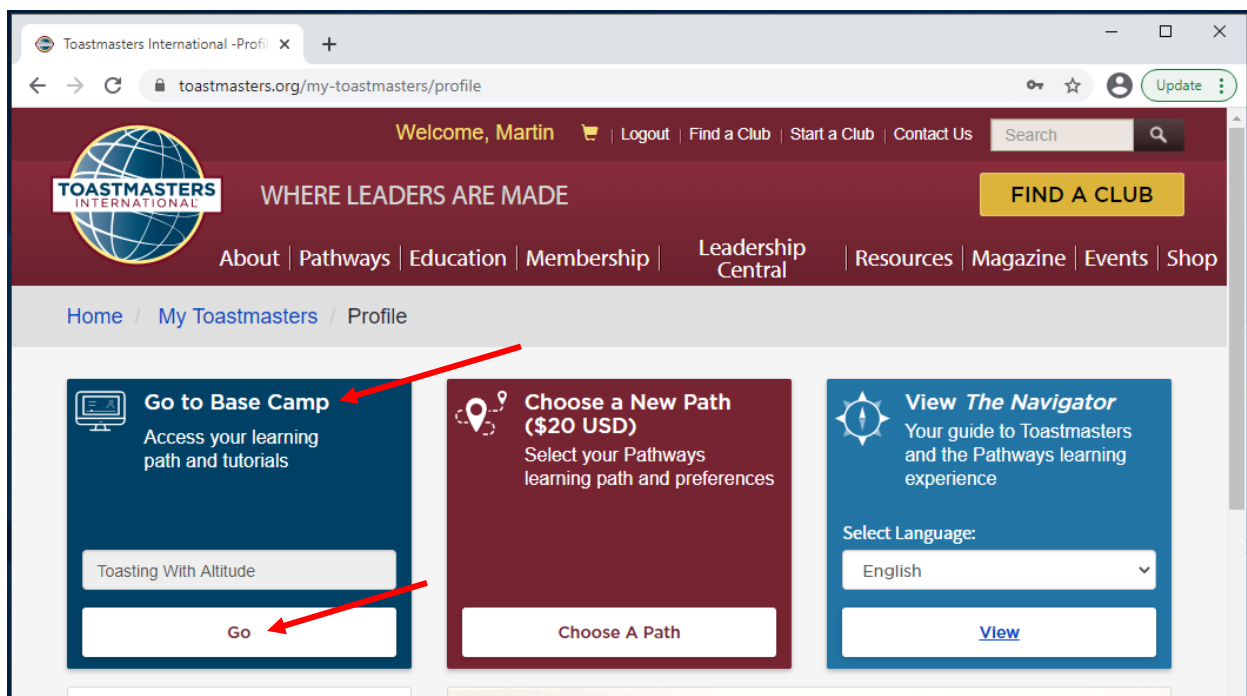 Toastmasters International -Profil
toastmasters.org/my-toastmasters/profile
Update
Welcome, Martin | Logout | Find a Club | Start a Club | Contact Us
Search
TOASTMASTERS
INTERNATIONAL
WHERE LEADERS ARE MADE
FIND A CLUB
About | Pathways | Education | Membership | Leadership Central | Resources | Magazine | Events | Shop
Home / My Toastmasters / Profile
Go to Base Camp
Access your learning
path and tutorials
Toasting With Altitude
Go
Choose a New Path
($20 USD)
Select your Pathways
learning path and preferences
Choose A Path
View The Navigator
Your guide to Toastmasters
and the Pathways learning
experience
Select Language:
English
View